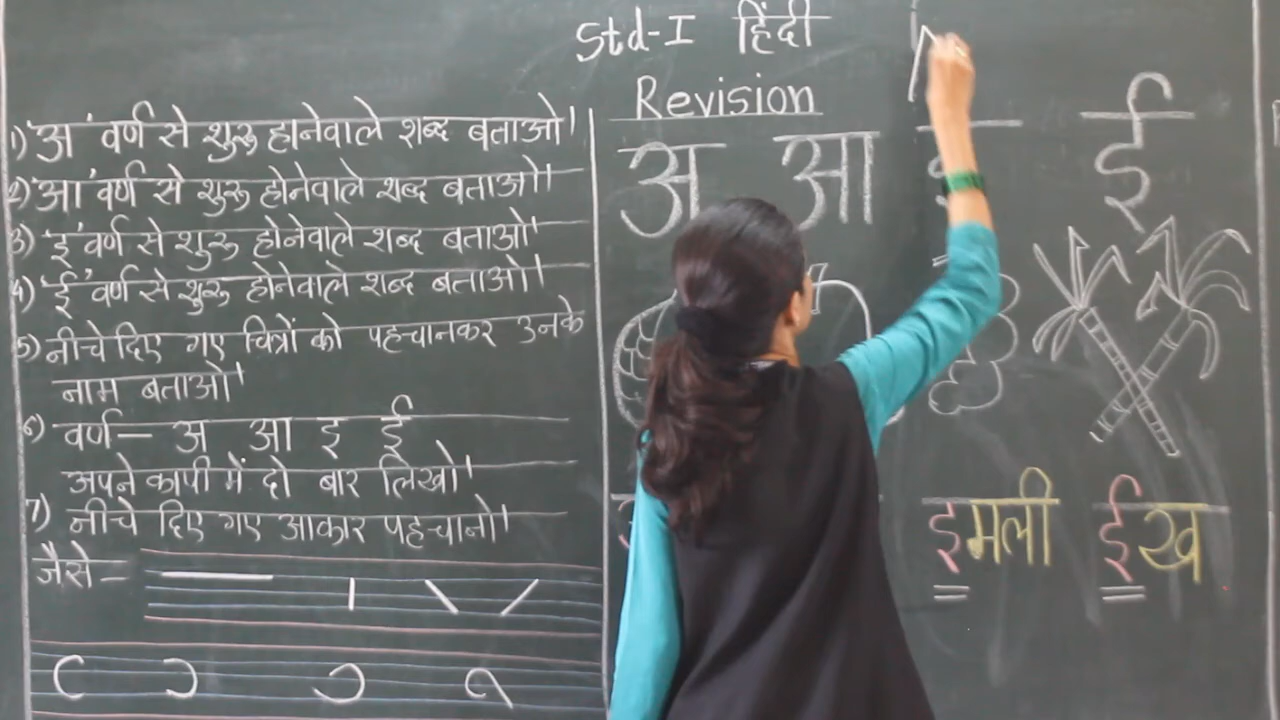 Std-I हिंदी
Revision
1) 'अ' वर्ण से शुरू होनेवाले शब्द बताओ।
2) 'आ' वर्ण से शुरू होनेवाले शब्द बताओ।
3) 'इ' वर्ण से शुरू होनेवाले शब्द बताओ।
4) 'ई' वर्ण से शुरू होनेवाले शब्द बताओ।
5) नीचे दिए गए चित्रों को पहचानकर उनके
नाम बताओ।
6) वर्ण – अ आ इ ई
अपने कापी में दो बार लिखो।
7) नीचे दिए गए आकार पहचानो।
जैसे –
अ आ ई
इमली ईख